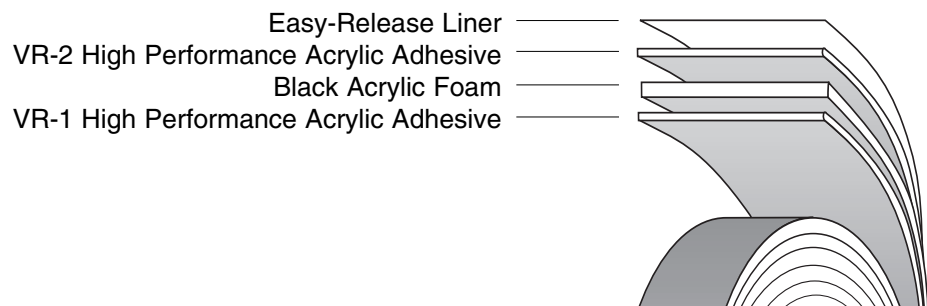 Easy-Release Liner
VR-2 High Performance Acrylic Adhesive
Black Acrylic Foam
VR-1 High Performance Acrylic Adhesive